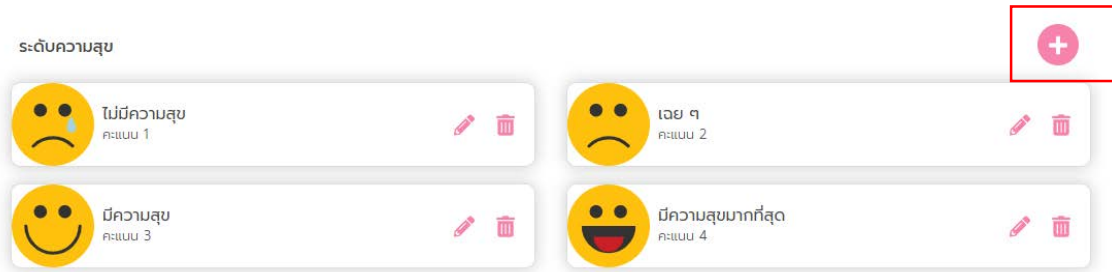 ระดับความสุข
ไม่มีความสุข
คะแนน 1
เฉย ๆ
คะแนน 2
มีความสุข
คะแนน 3
มีความสุขมากที่สุด
คะแนน 4